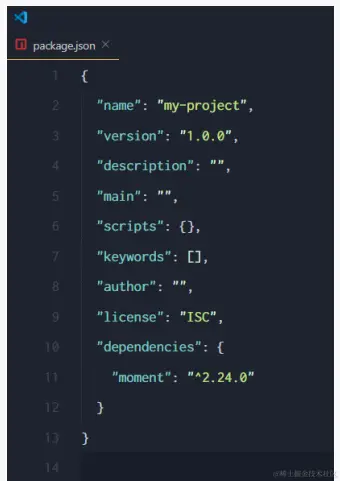 package.json
1 {
2 "name": "my-project",
3 "version": "1.0.0",
4 "description": "",
5 "main": "",
6 "scripts": {},
7 "keywords": [],
8 "author": "",
9 "license": "ISC",
10 "dependencies": {
11 "moment": "^2.24.0"
12 }
13 }
14
@稀土掘金技术社区